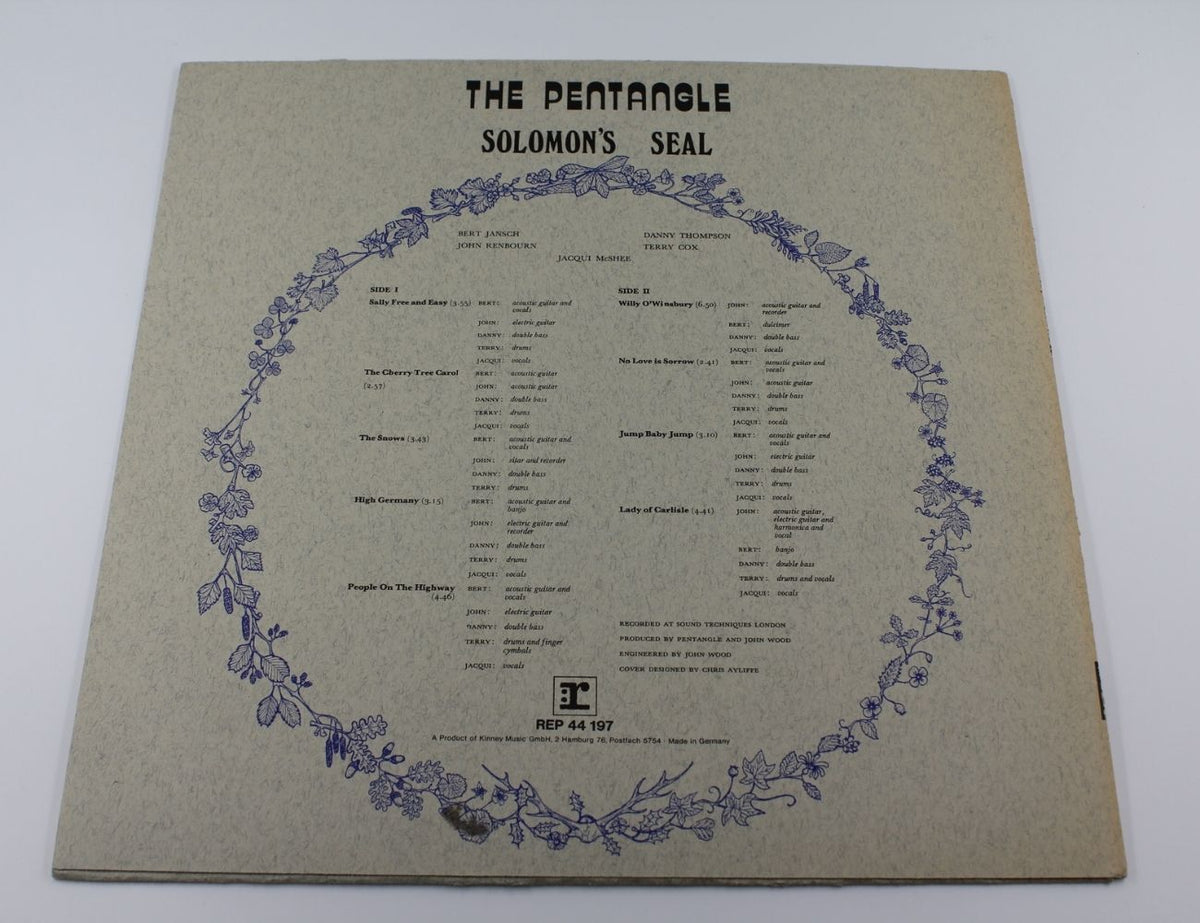 THE PENTANGLE
SOLOMON'S SEAL
BERT JANSCH
JOHN RENBOURN
DANNY THOMPSON
TERRY COX
JACQUI McSHEE
SIDE I
Sally Free and Easy (3.55) BERT: acoustic guitar and
vocals
JOHN: electric guitar
DANNY: double bass
TERRY: drums
JACQUI: vocals
The Cherry Tree Carol BERT: acoustic guitar
(2.57) JOHN: acoustic guitar
DANNY: double bass
TERRY: drums
JACQUI: vocals
The Snows (3.43) BERT: acoustic guitar and
vocals
JOHN: sitar and recorder
DANNY: double bass
TERRY: drums
High Germany (3.15) BERT: acoustic guitar and
banjo
JOHN: electric guitar and
recorder
DANNY: double bass
TERRY: drums
JACQUI: vocals
People On The Highway BERT: acoustic guitar and
(4.46) vocals
JOHN: electric guitar
DANNY: double bass
TERRY: drums and finger
cymbals
JACQUI: vocals
SIDE II
Willy O'Winsbury (6.50) JOHN: acoustic guitar and
recorder
BERT: dulcimer
DANNY: double bass
JACQUI: vocals
No Love is Sorrow (2.41) BERT: acoustic guitar and
vocals
JOHN: acoustic guitar
DANNY: double bass
TERRY: drums
JACQUI: vocals
Jump Baby Jump (3.10) BERT: acoustic guitar and
vocals
JOHN: electric guitar
DANNY: double bass
TERRY: drums
JACQUI: vocals
Lady of Carlisle (4.41) JOHN: acoustic guitar,
electric guitar and
harmonica and
vocal
BERT: banjo
DANNY: double bass
TERRY: drums and vocals
JACQUI: vocals
RECORDED AT SOUND TECHNIQUES LONDON
PRODUCED BY PENTANGLE AND JOHN WOOD
ENGINEERED BY JOHN WOOD
COVER DESIGNED BY CHRIS AYLIFFE
r
REP 44 197
A Product of Kinney Music GmbH, 2 Hamburg 76, Postfach 5754 · Made in Germany